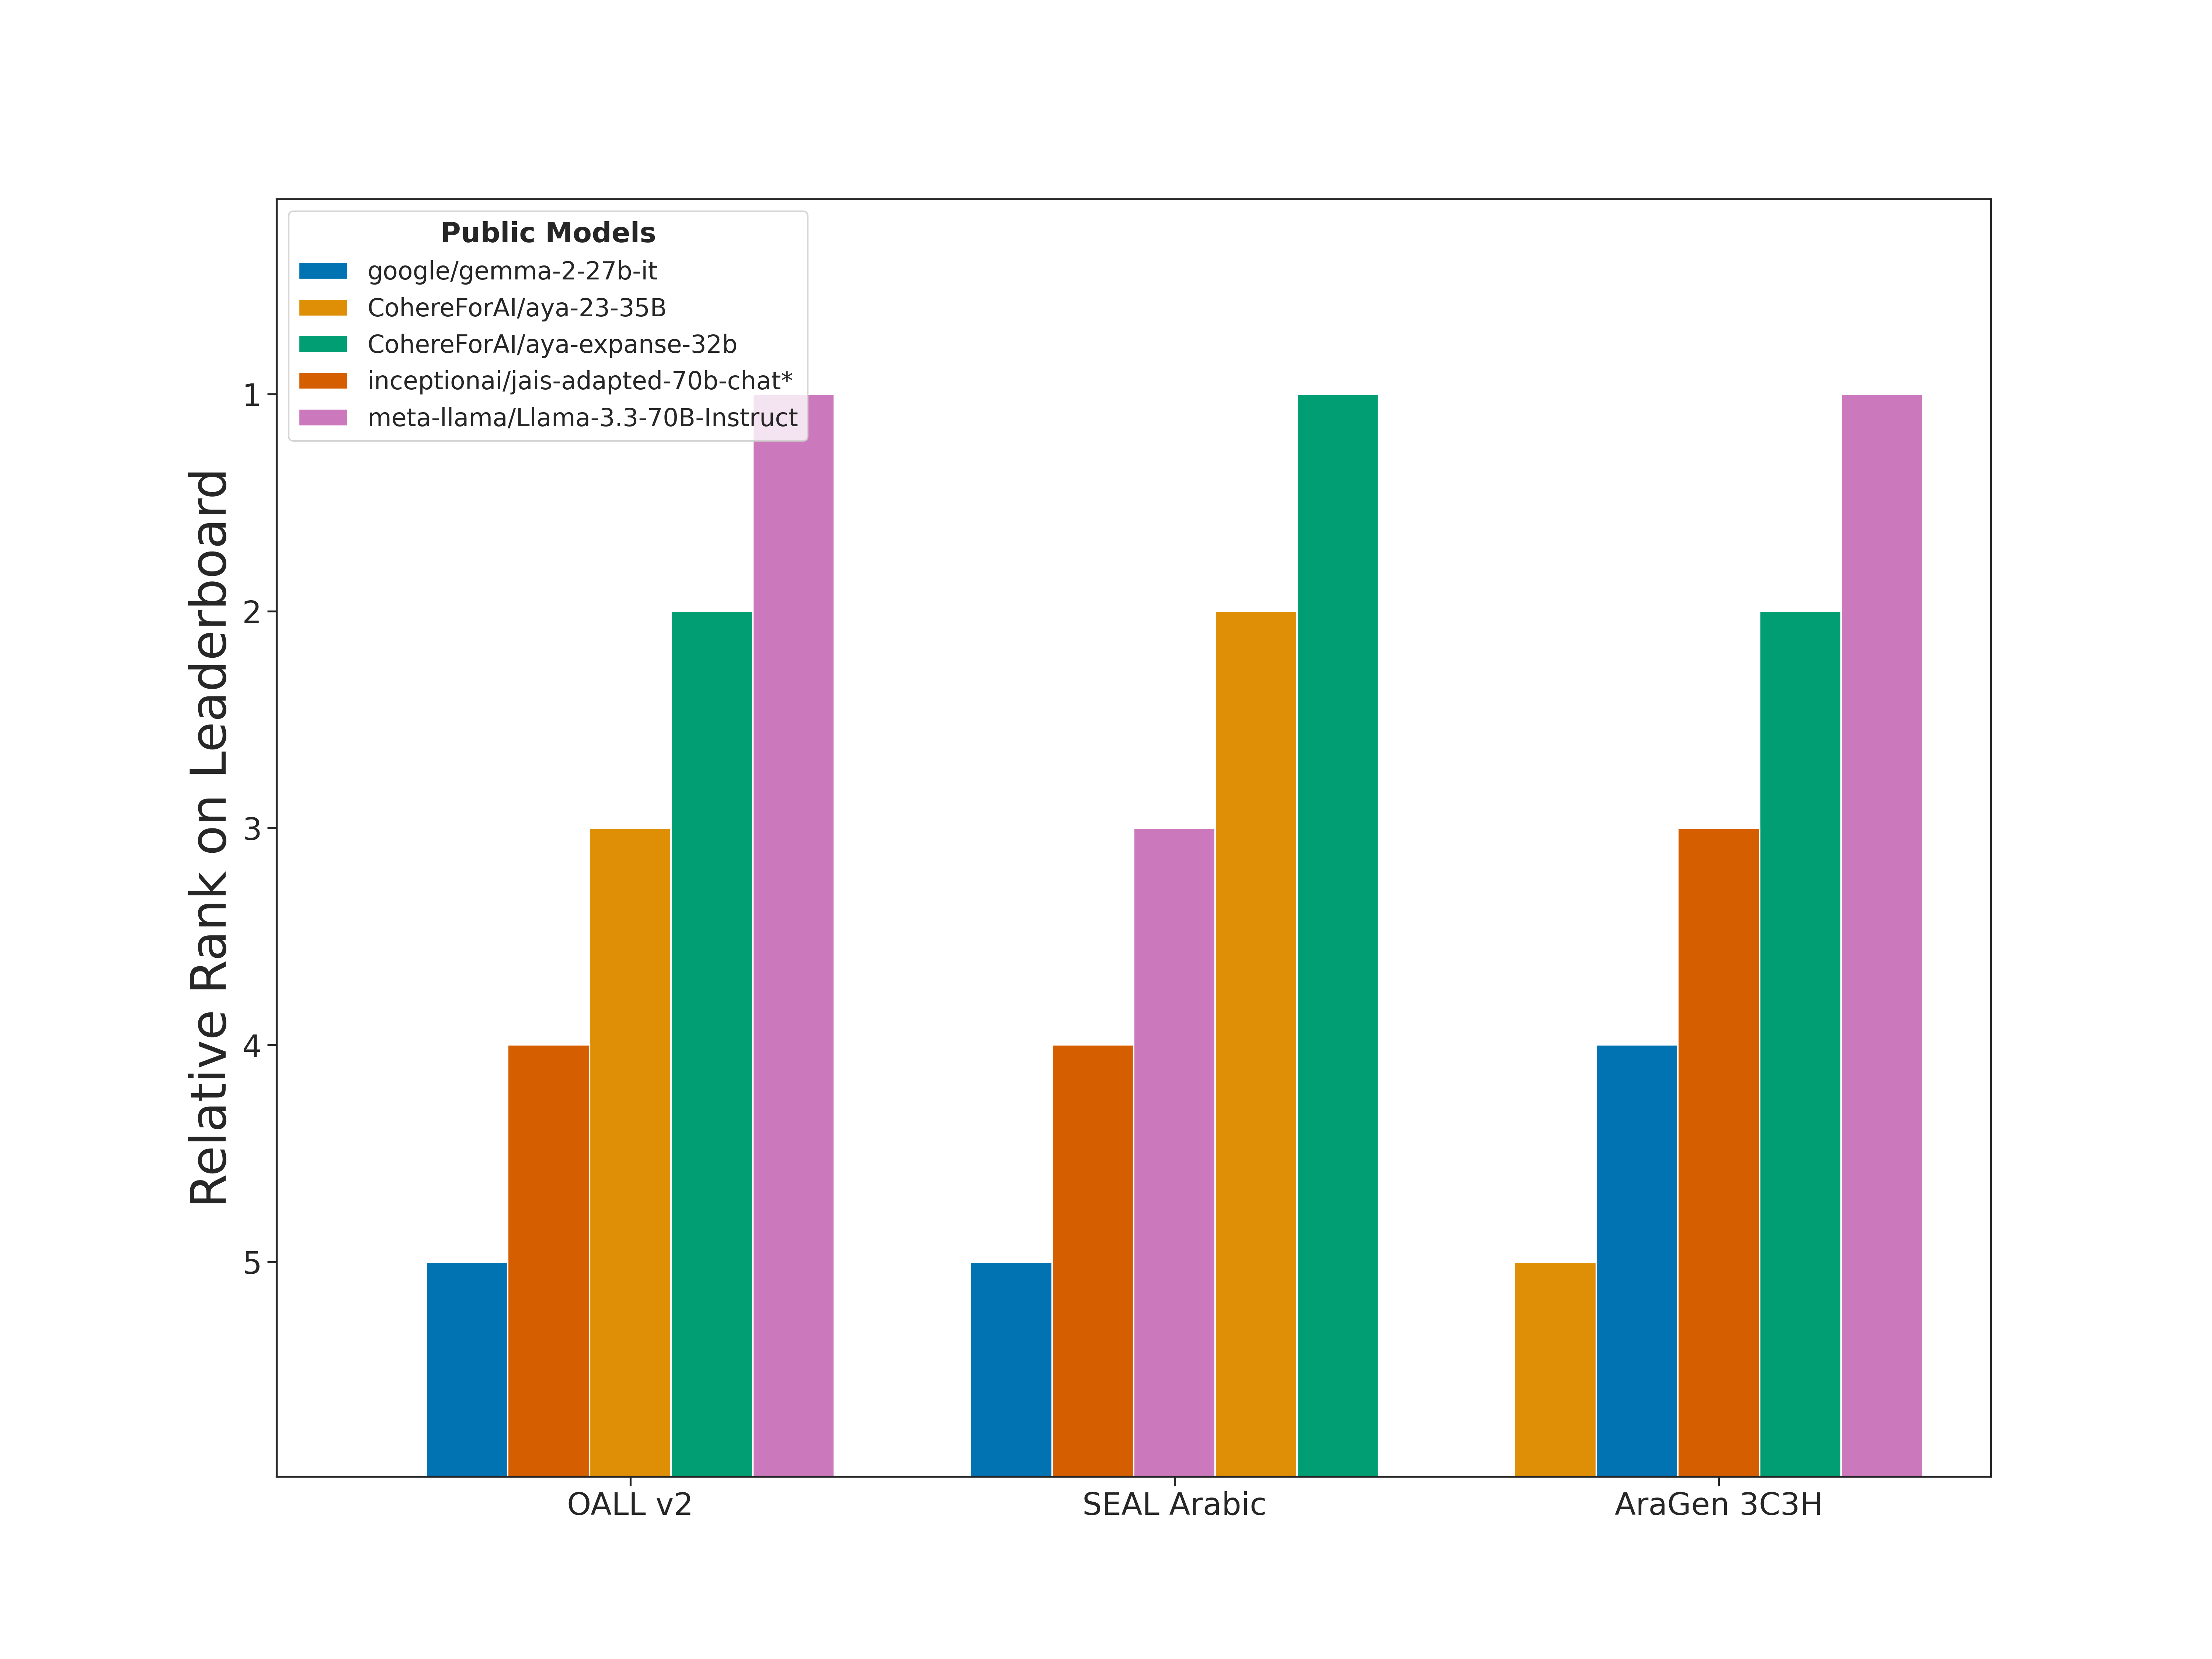 Public Models
google/gemma-2-27b-it
CohereForAI/aya-23-35B
CohereForAI/aya-expanse-32b
inceptionai/jais-adapted-70b-chat*
meta-llama/Llama-3.3-70B-Instruct
Relative Rank on Leaderboard
1
2
3
4
5
OALL v2
SEAL Arabic
AraGen 3C3H